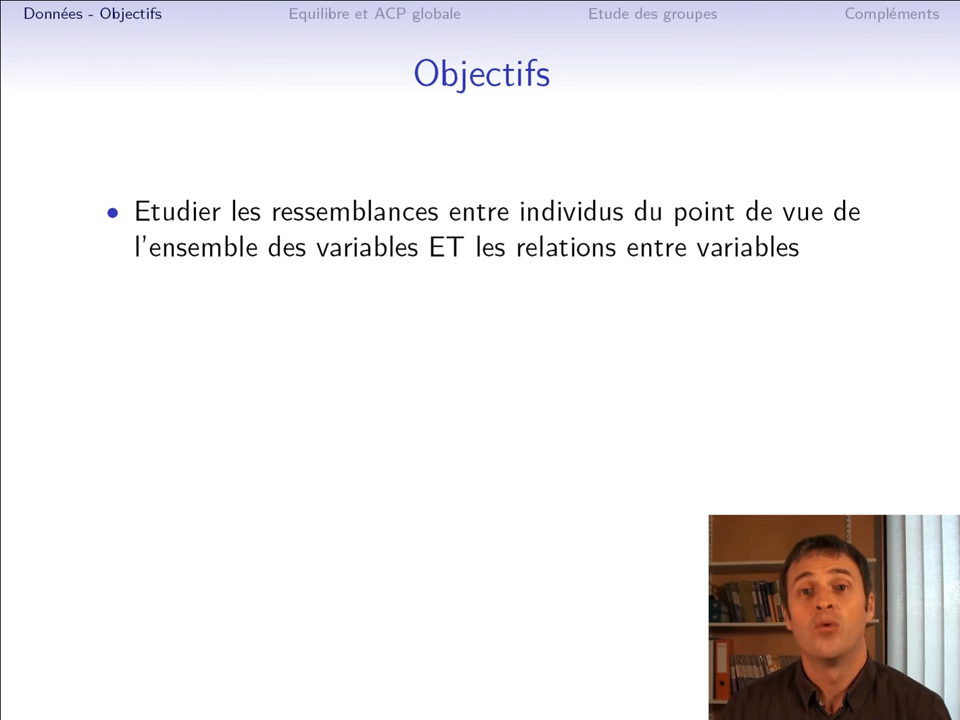 Données - Objectifs Equilibre et ACP globale Etude des groupes Compléments
Objectifs
• Etudier les ressemblances entre individus du point de vue de
l'ensemble des variables ET les relations entre variables